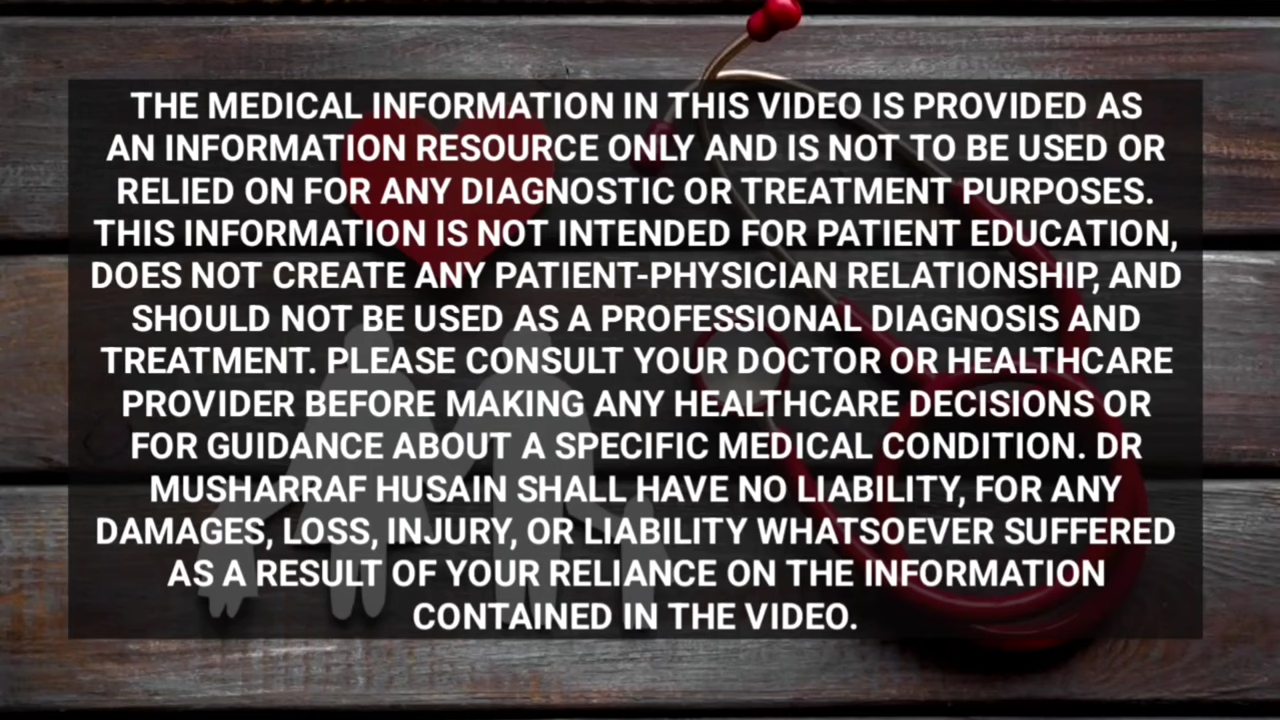 THE MEDICAL INFORMATION IN THIS VIDEO IS PROVIDED AS
AN INFORMATION RESOURCE ONLY AND IS NOT TO BE USED OR
RELIED ON FOR ANY DIAGNOSTIC OR TREATMENT PURPOSES.
THIS INFORMATION IS NOT INTENDED FOR PATIENT EDUCATION,
DOES NOT CREATE ANY PATIENT-PHYSICIAN RELATIONSHIP, AND
SHOULD NOT BE USED AS A PROFESSIONAL DIAGNOSIS AND
TREATMENT. PLEASE CONSULT YOUR DOCTOR OR HEALTHCARE
PROVIDER BEFORE MAKING ANY HEALTHCARE DECISIONS OR
FOR GUIDANCE ABOUT A SPECIFIC MEDICAL CONDITION. DR
MUSHARRAF HUSAIN SHALL HAVE NO LIABILITY, FOR ANY
DAMAGES, LOSS, INJURY, OR LIABILITY WHATSOEVER SUFFERED
AS A RESULT OF YOUR RELIANCE ON THE INFORMATION
CONTAINED IN THE VIDEO.